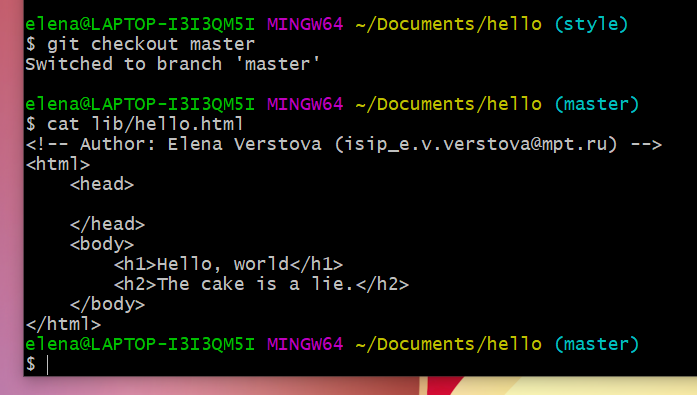 elena@LAPTOP-I3I3QM5I MINGW64 ~/Documents/hello (style)
$ git checkout master
Switched to branch 'master'

elena@LAPTOP-I3I3QM5I MINGW64 ~/Documents/hello (master)
$ cat lib/hello.html
<!-- Author: Elena Verstova (isip_e.v.verstova@mpt.ru) -->
<html>
    <head>

    </head>
    <body>
        <h1>Hello, world</h1>
        <h2>The cake is a lie.</h2>
    </body>
</html>
elena@LAPTOP-I3I3QM5I MINGW64 ~/Documents/hello (master)
$